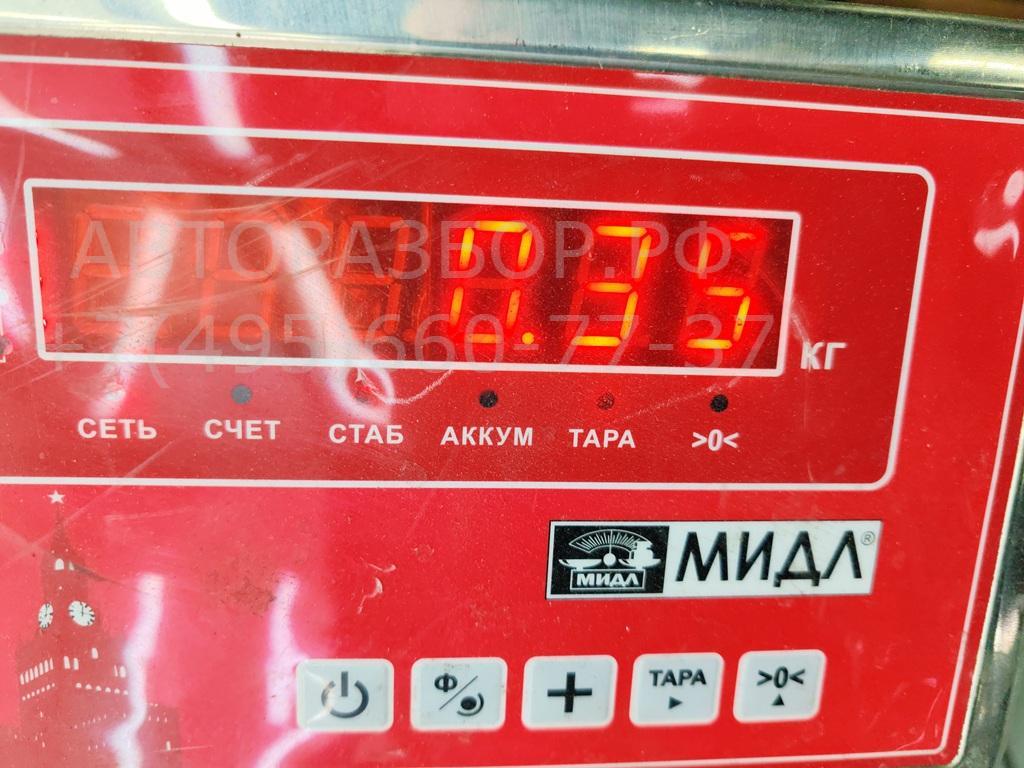 АВТОРАЗБОР.РФ
+7(495)660-77-37
0.35
КГ
СЕТЬ СЧЕТ СТАБ АККУМ ТАРА >0<
МИДЛ МИДЛ®
Ф ТАРА >0<